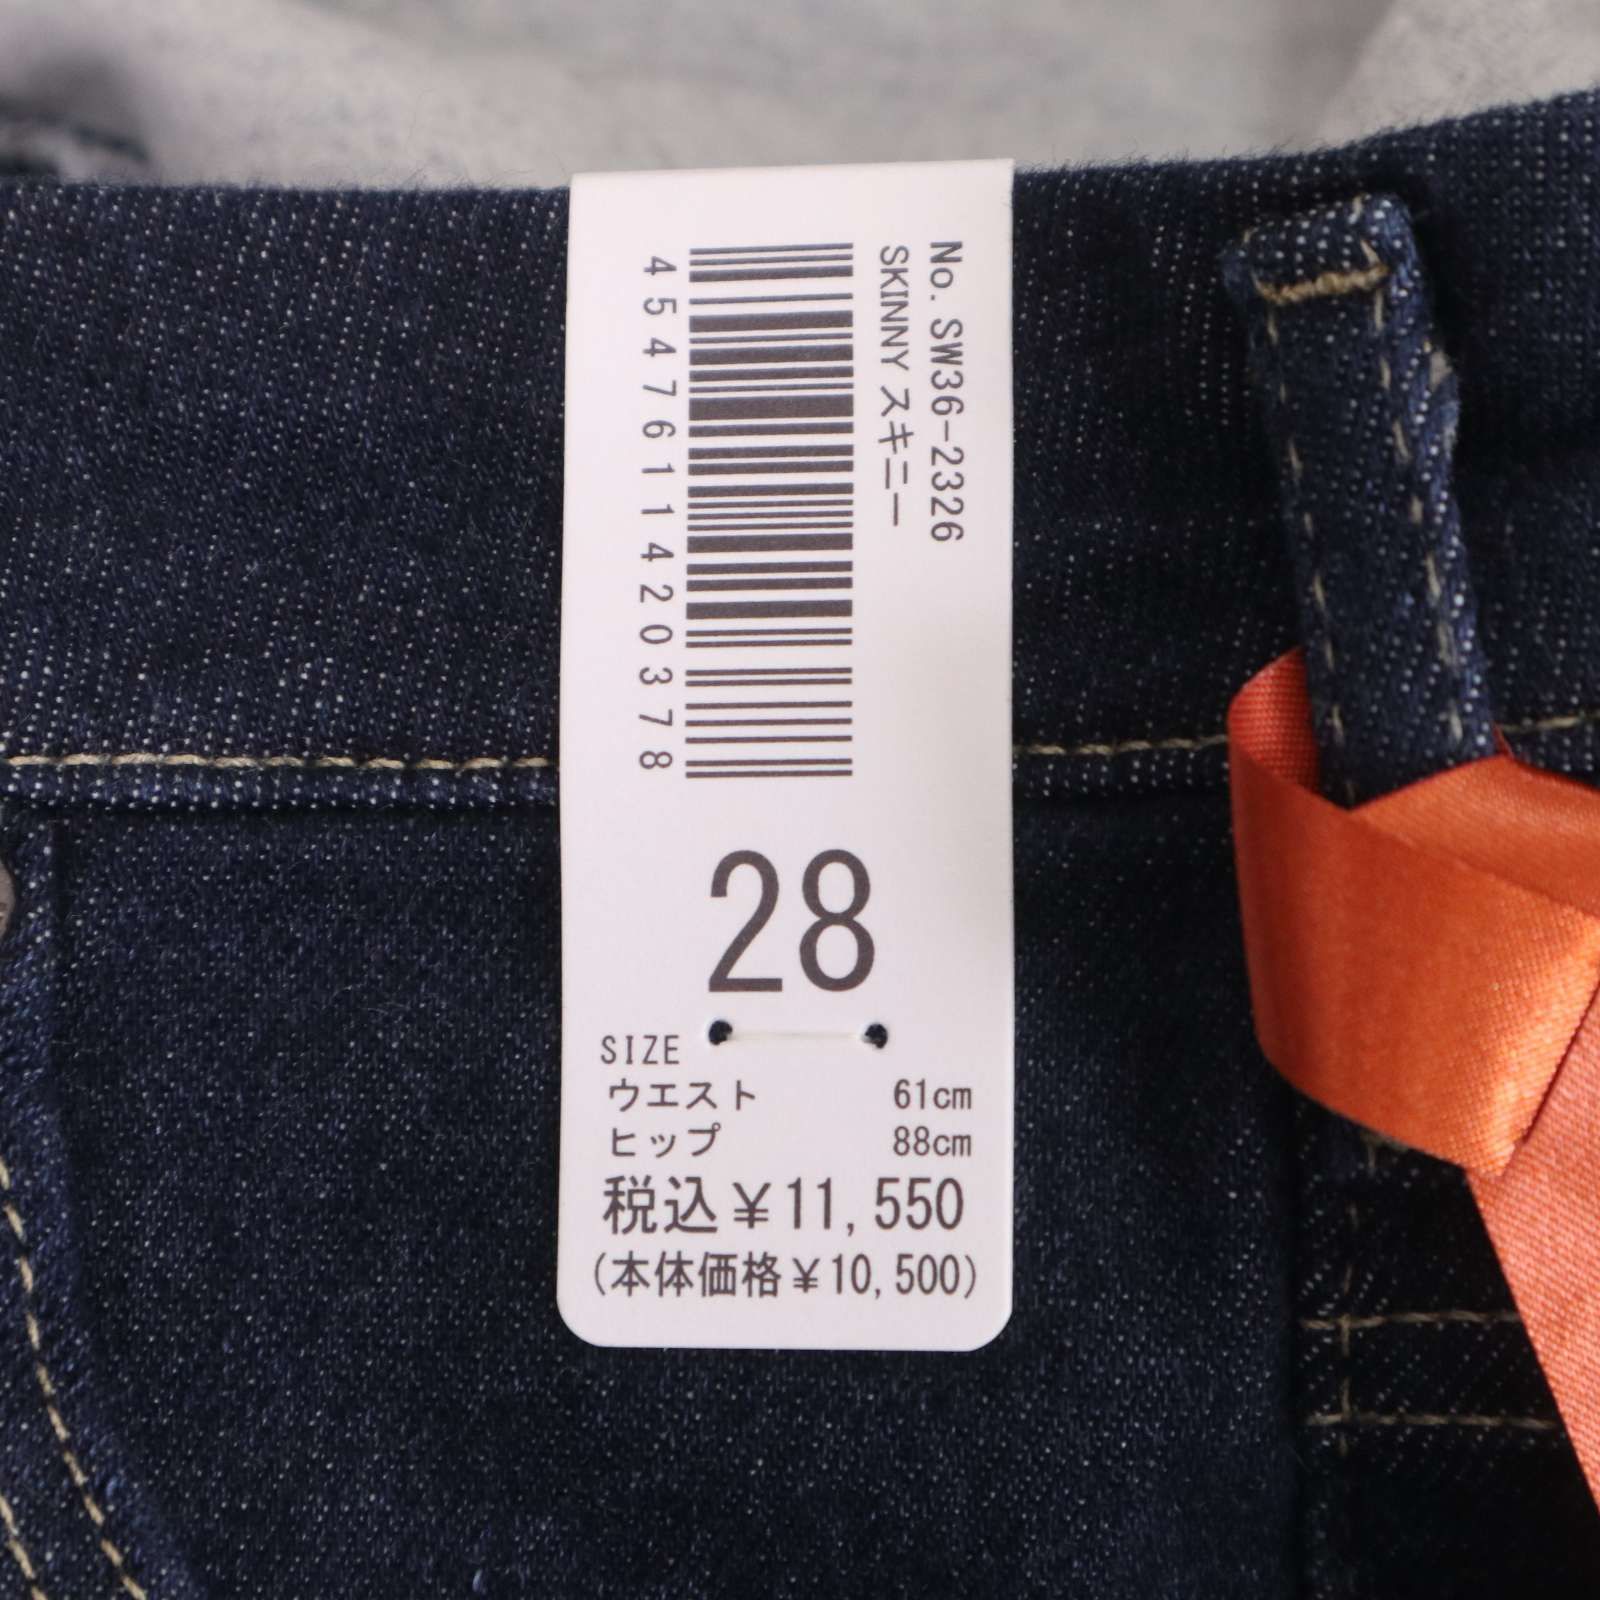 No. SW36-2326
SKINNY スキニー
4547611420378
28
SIZE
ウエスト 61cm
ヒップ 88cm
税込¥11,550
(本体価格¥10,500)